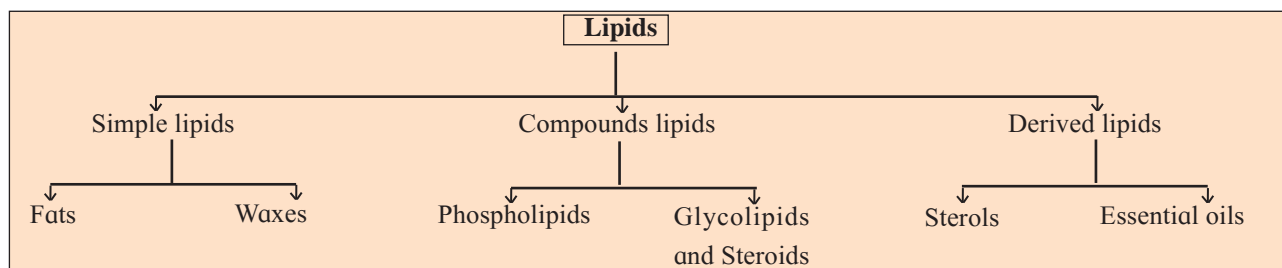 Lipids
Simple lipids
Compounds lipids
Derived lipids
Fats
Waxes
Phospholipids
Glycolipids
and Steroids
Sterols
Essential oils